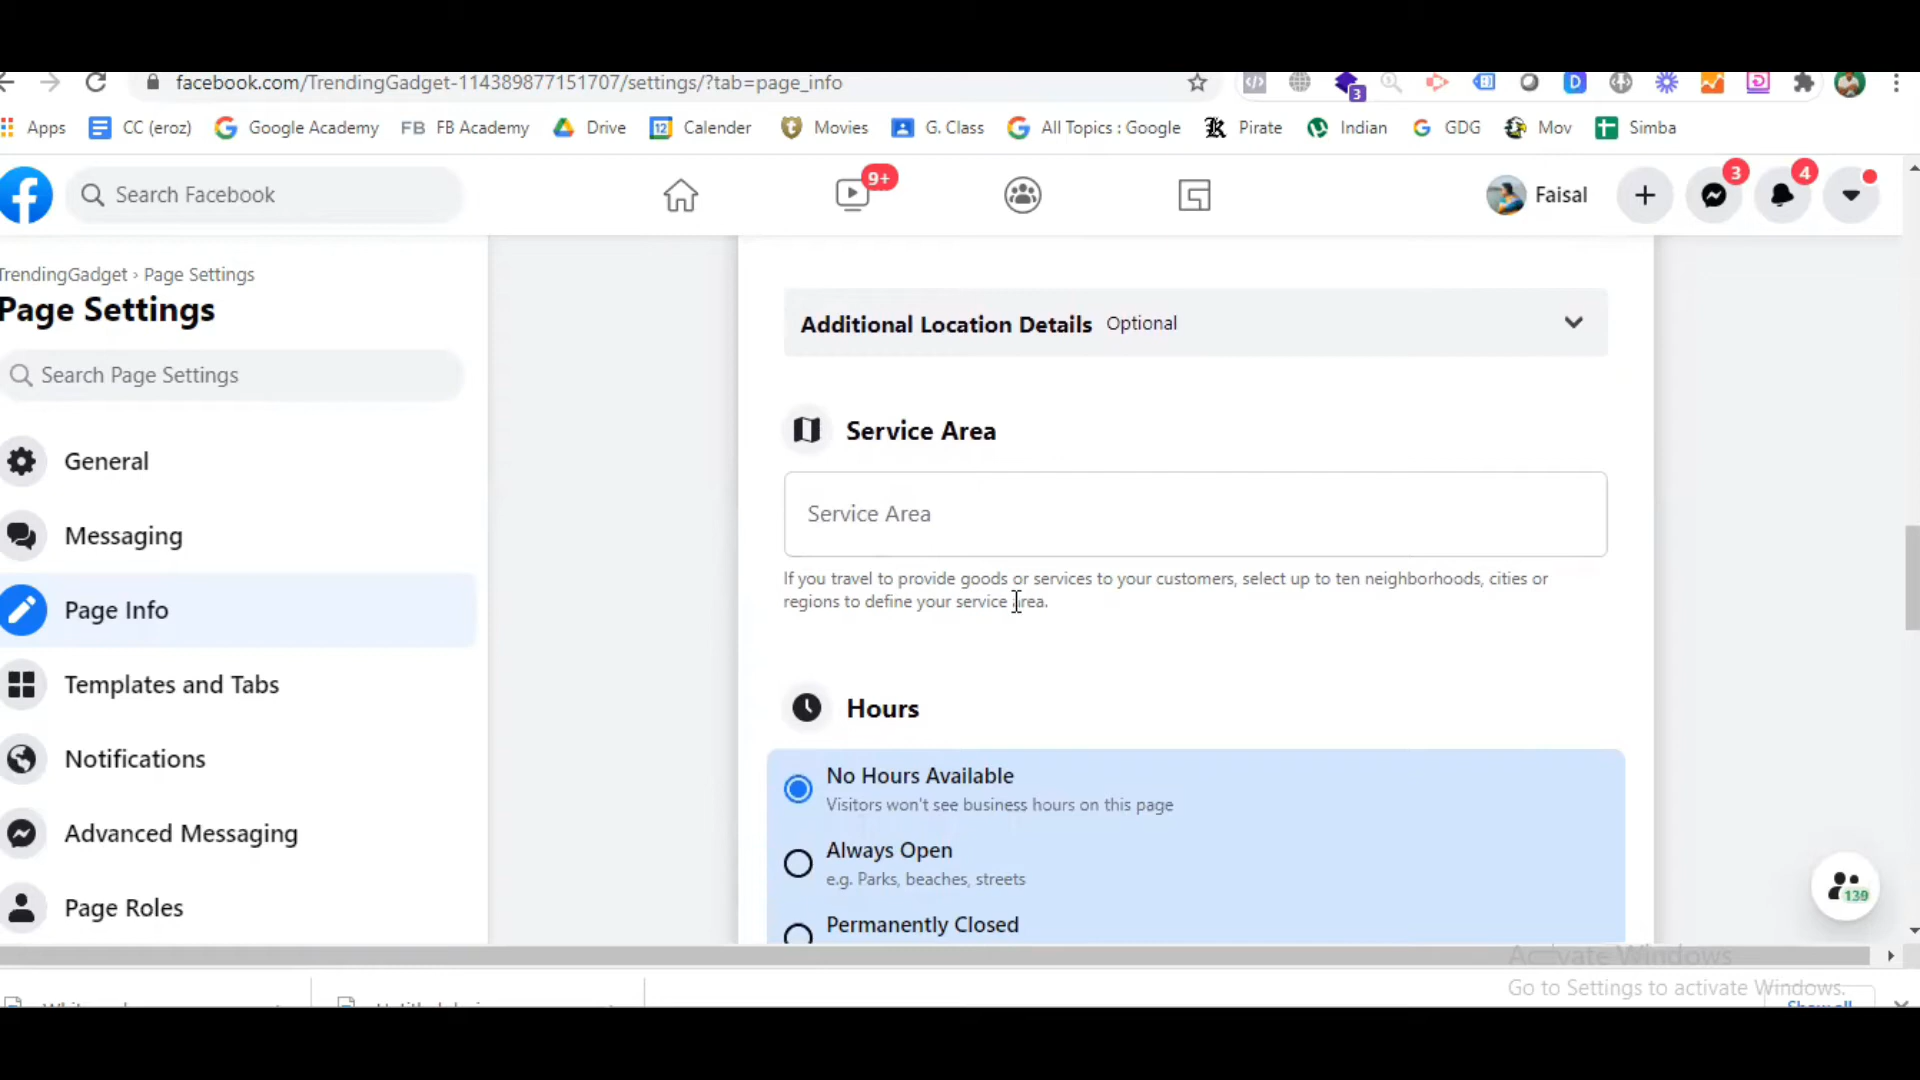 facebook.com/TrendingGadget-114389877151707/settings/?tab=page_info
3
Apps CC (eroz) Google Academy FB FB Academy Drive 12 Calender Movies G. Class All Topics : Google Pirate Indian GDG Mov Simba
Search Facebook
9+
Faisal
3
4
TrendingGadget › Page Settings
Page Settings
Search Page Settings
General
Messaging
Page Info
Templates and Tabs
Notifications
Advanced Messaging
Page Roles
Additional Location Details Optional
Service Area
Service Area
If you travel to provide goods or services to your customers, select up to ten neighborhoods, cities or
regions to define your service area.
Hours
No Hours Available
Visitors won't see business hours on this page
Always Open
e.g. Parks, beaches, streets
Permanently Closed
139
Activate Windows
Go to Settings to activate Windows.
Show all